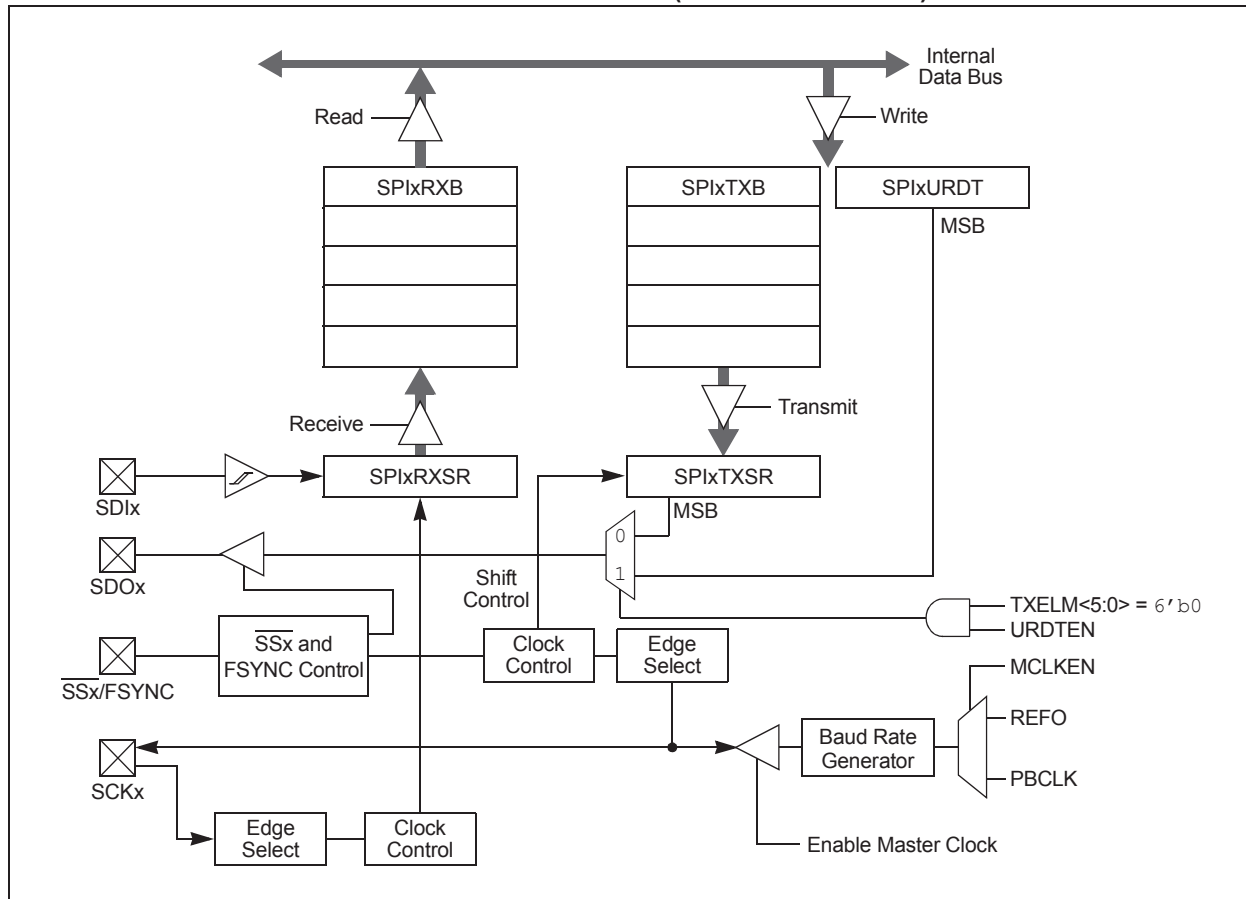 Internal
Data Bus
Read
Write
SPIxRXB
SPIxTXB
SPIxURDT
MSB
Receive
Transmit
SPIxRXSR
SPIxTXSR
SDIx
MSB
0
1
SDOx
Shift
Control
TXELM<5:0> = 6'b0
URDTEN
SSx and
FSYNC Control
Clock
Control
Edge
Select
SSx/FSYNC
MCLKEN
REFO
Baud Rate
Generator
PBCLK
SCKx
Edge
Select
Clock
Control
Enable Master Clock